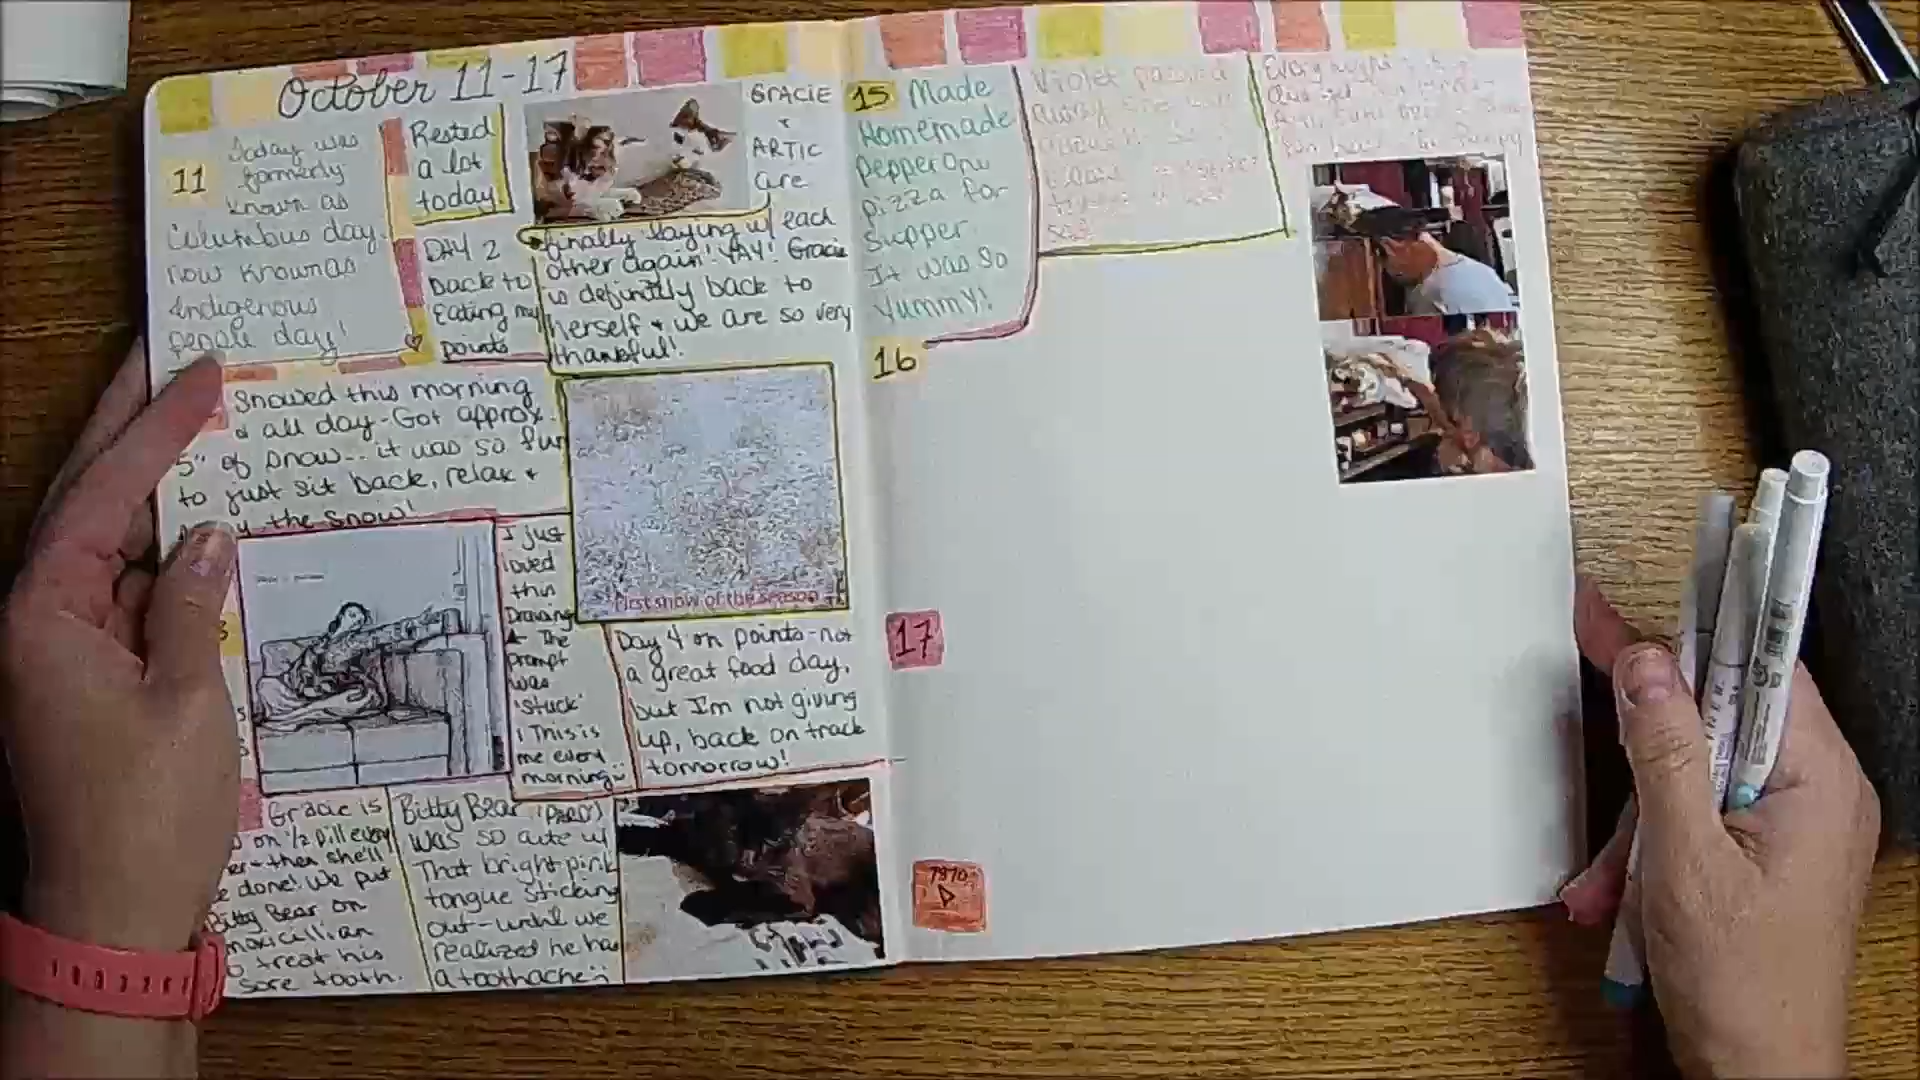 October 11-17
11
Today was
formerly
known as
Columbus day
now known as
Indigenous
people day!
Rested
a lot
today.
DAY 2
back to
Eating my
points
GRACIE
+
ARTIC
are
finally laying w/ each
other again! YAY! Gracie
is definitly back to
herself + we are so very
thankful!
Snowed this morning
& all day - Got approx.
5" of snow... it was so fun
to just sit back, relax +
the snow!
First snow of the season
I just
loved
this
Drawing
& The
prompt
was
'stuck'
! This is
me every
morning
Day 4 on points - not
a great food day,
but I'm not giving
up, back on track
tomorrow!
Gracie is
on ½ pill every
then she'll
done! We put
Bitty Bear on
to treat his
sore tooth.
Bitty Bear (PERD)
was so cute w/
That bright pink
tongue sticking
out - until we
realized he has
a toothache
15 Made
Homemade
Pepperoni
pizza for
Supper.
It was so
Yummy!
Violet passed
away
16
17